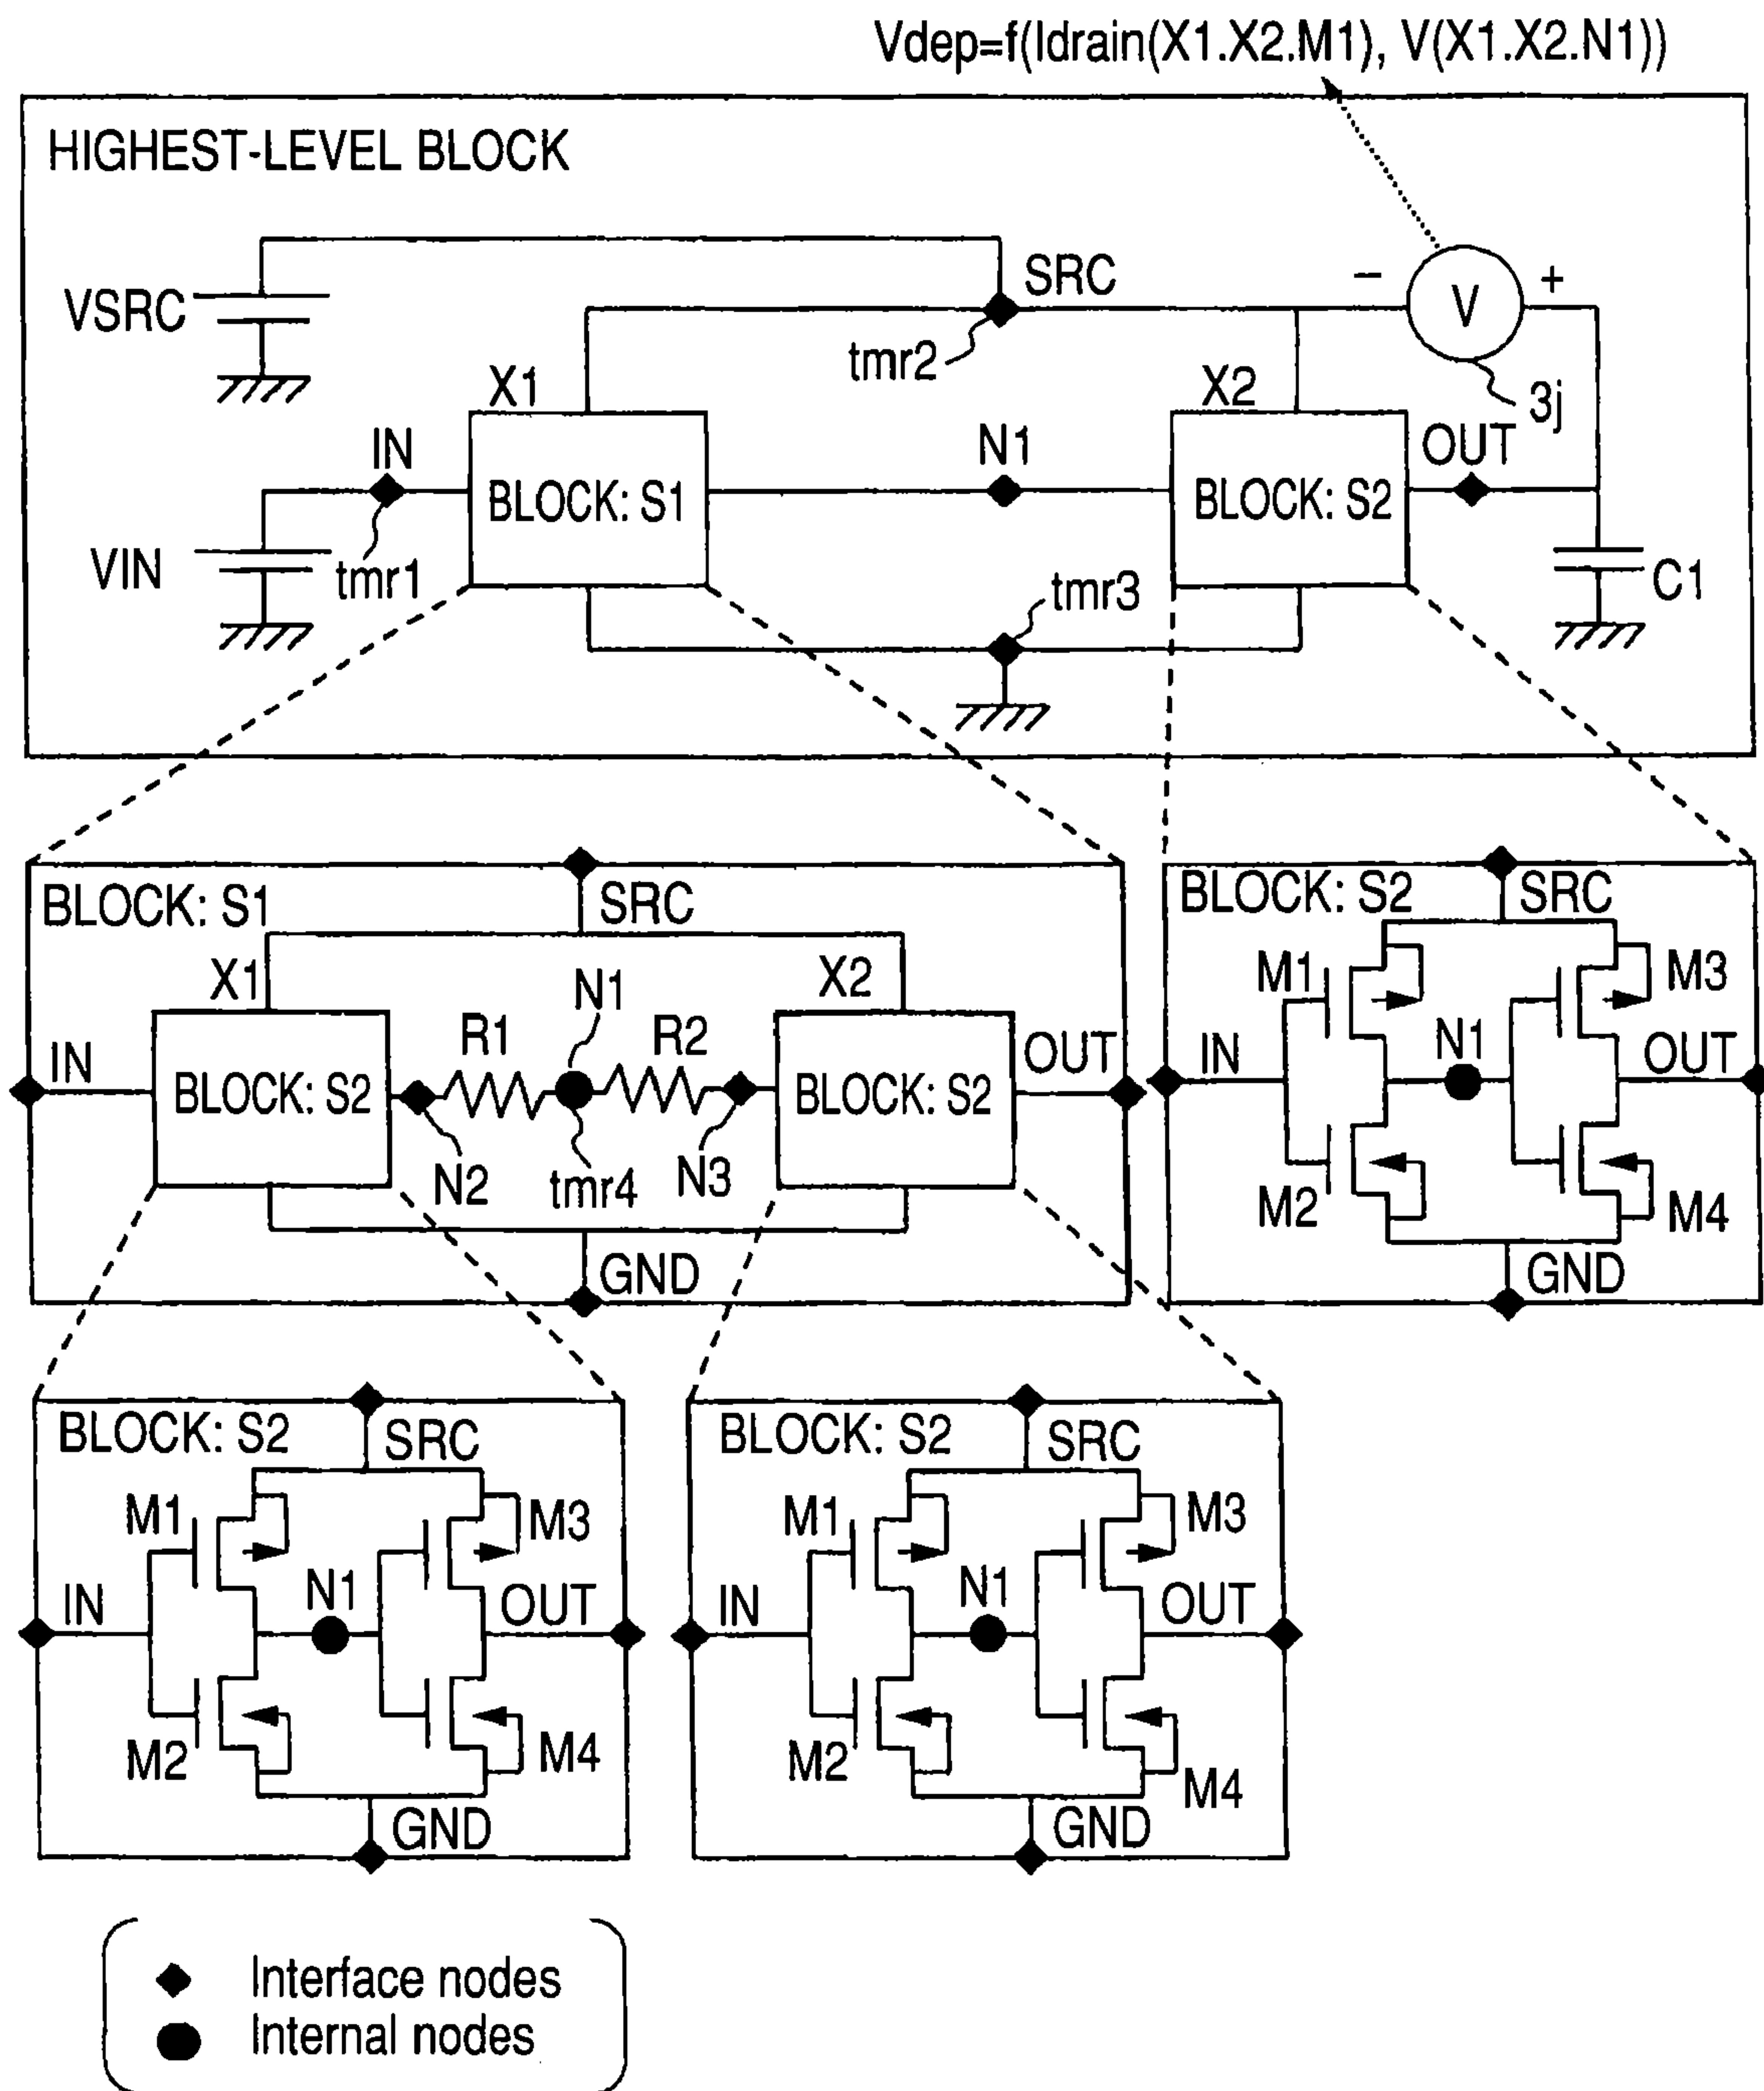 Vdep=f(Idrain(X1.X2.M1), V(X1.X2.N1))
HIGHEST-LEVEL BLOCK
VSRC
SRC
tmr2
−
V
+
3j
X1
X2
IN
BLOCK: S1
N1
BLOCK: S2
OUT
VIN
tmr1
tmr3
C1
BLOCK: S1
SRC
X1
N1
X2
R1
R2
IN
BLOCK: S2
BLOCK: S2
OUT
N2
tmr4
N3
GND
BLOCK: S2
SRC
M1
M3
IN
N1
OUT
M2
M4
GND
BLOCK: S2
SRC
M1
M3
IN
N1
OUT
M2
M4
GND
BLOCK: S2
SRC
M1
M3
IN
N1
OUT
M2
M4
GND
Interface nodes
Internal nodes